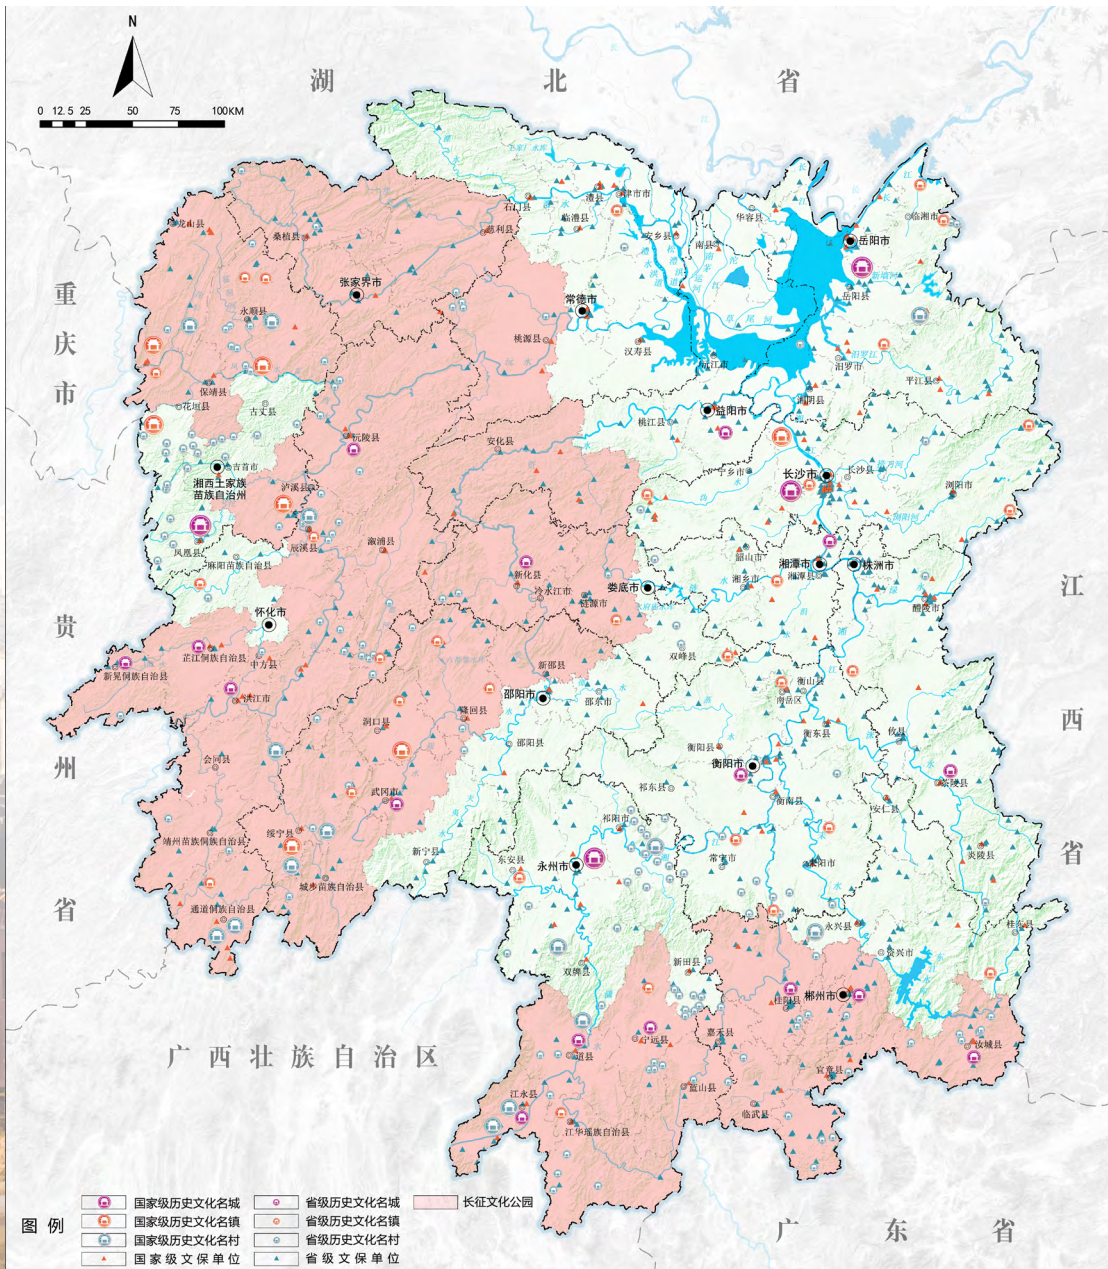 N
湖北省
0 12.5 25 50 75 100KM
长江
澧水
石门县
澧县
津市市
临澧县
安乡县
南县
华容县
临湘市
岳阳市
新墙河
岳阳县
龙山县
桑植县
慈利县
张家界市
常德市
桃源县
汉寿县
沅江市
草尾河
汨罗江
汨罗市
平江县
湘阴县
重庆市
永顺县
保靖县
花垣县
古丈县
沅水
沅陵县
安化县
桃江县
益阳市
宁乡市
长沙市
长沙县
浏阳市
浏阳河
吉首市
湘西土家族
苗族自治州
泸溪县
辰溪县
溆浦县
凤凰县
麻阳苗族自治县
新化县
冷水江市
涟源市
娄底市
韶山市
湘乡市
湘潭市
湘潭县
株洲市
醴陵市
江西省
贵州省
怀化市
芷江侗族自治县
新晃侗族自治县
中方县
洪江市
新邵县
双峰县
邵阳市
邵东市
隆回县
洞口县
邵阳县
衡山县
南岳区
衡东县
攸县
会同县
武冈市
衡阳县
衡阳市
衡南县
祁东县
茶陵县
安仁县
靖州苗族侗族自治县
绥宁县
新宁县
东安县
祁阳市
永州市
常宁市
耒阳市
炎陵县
城步苗族自治县
通道侗族自治县
永兴县
桂东县
资兴市
双牌县
新田县
桂阳县
郴州市
汝城县
宁远县
嘉禾县
道县
宜章县
蓝山县
临武县
江永县
江华瑶族自治县
广西壮族自治区
广东省
图例
国家级历史文化名城
省级历史文化名城
长征文化公园
国家级历史文化名镇
省级历史文化名镇
国家级历史文化名村
省级历史文化名村
国家级文保单位
省级文保单位